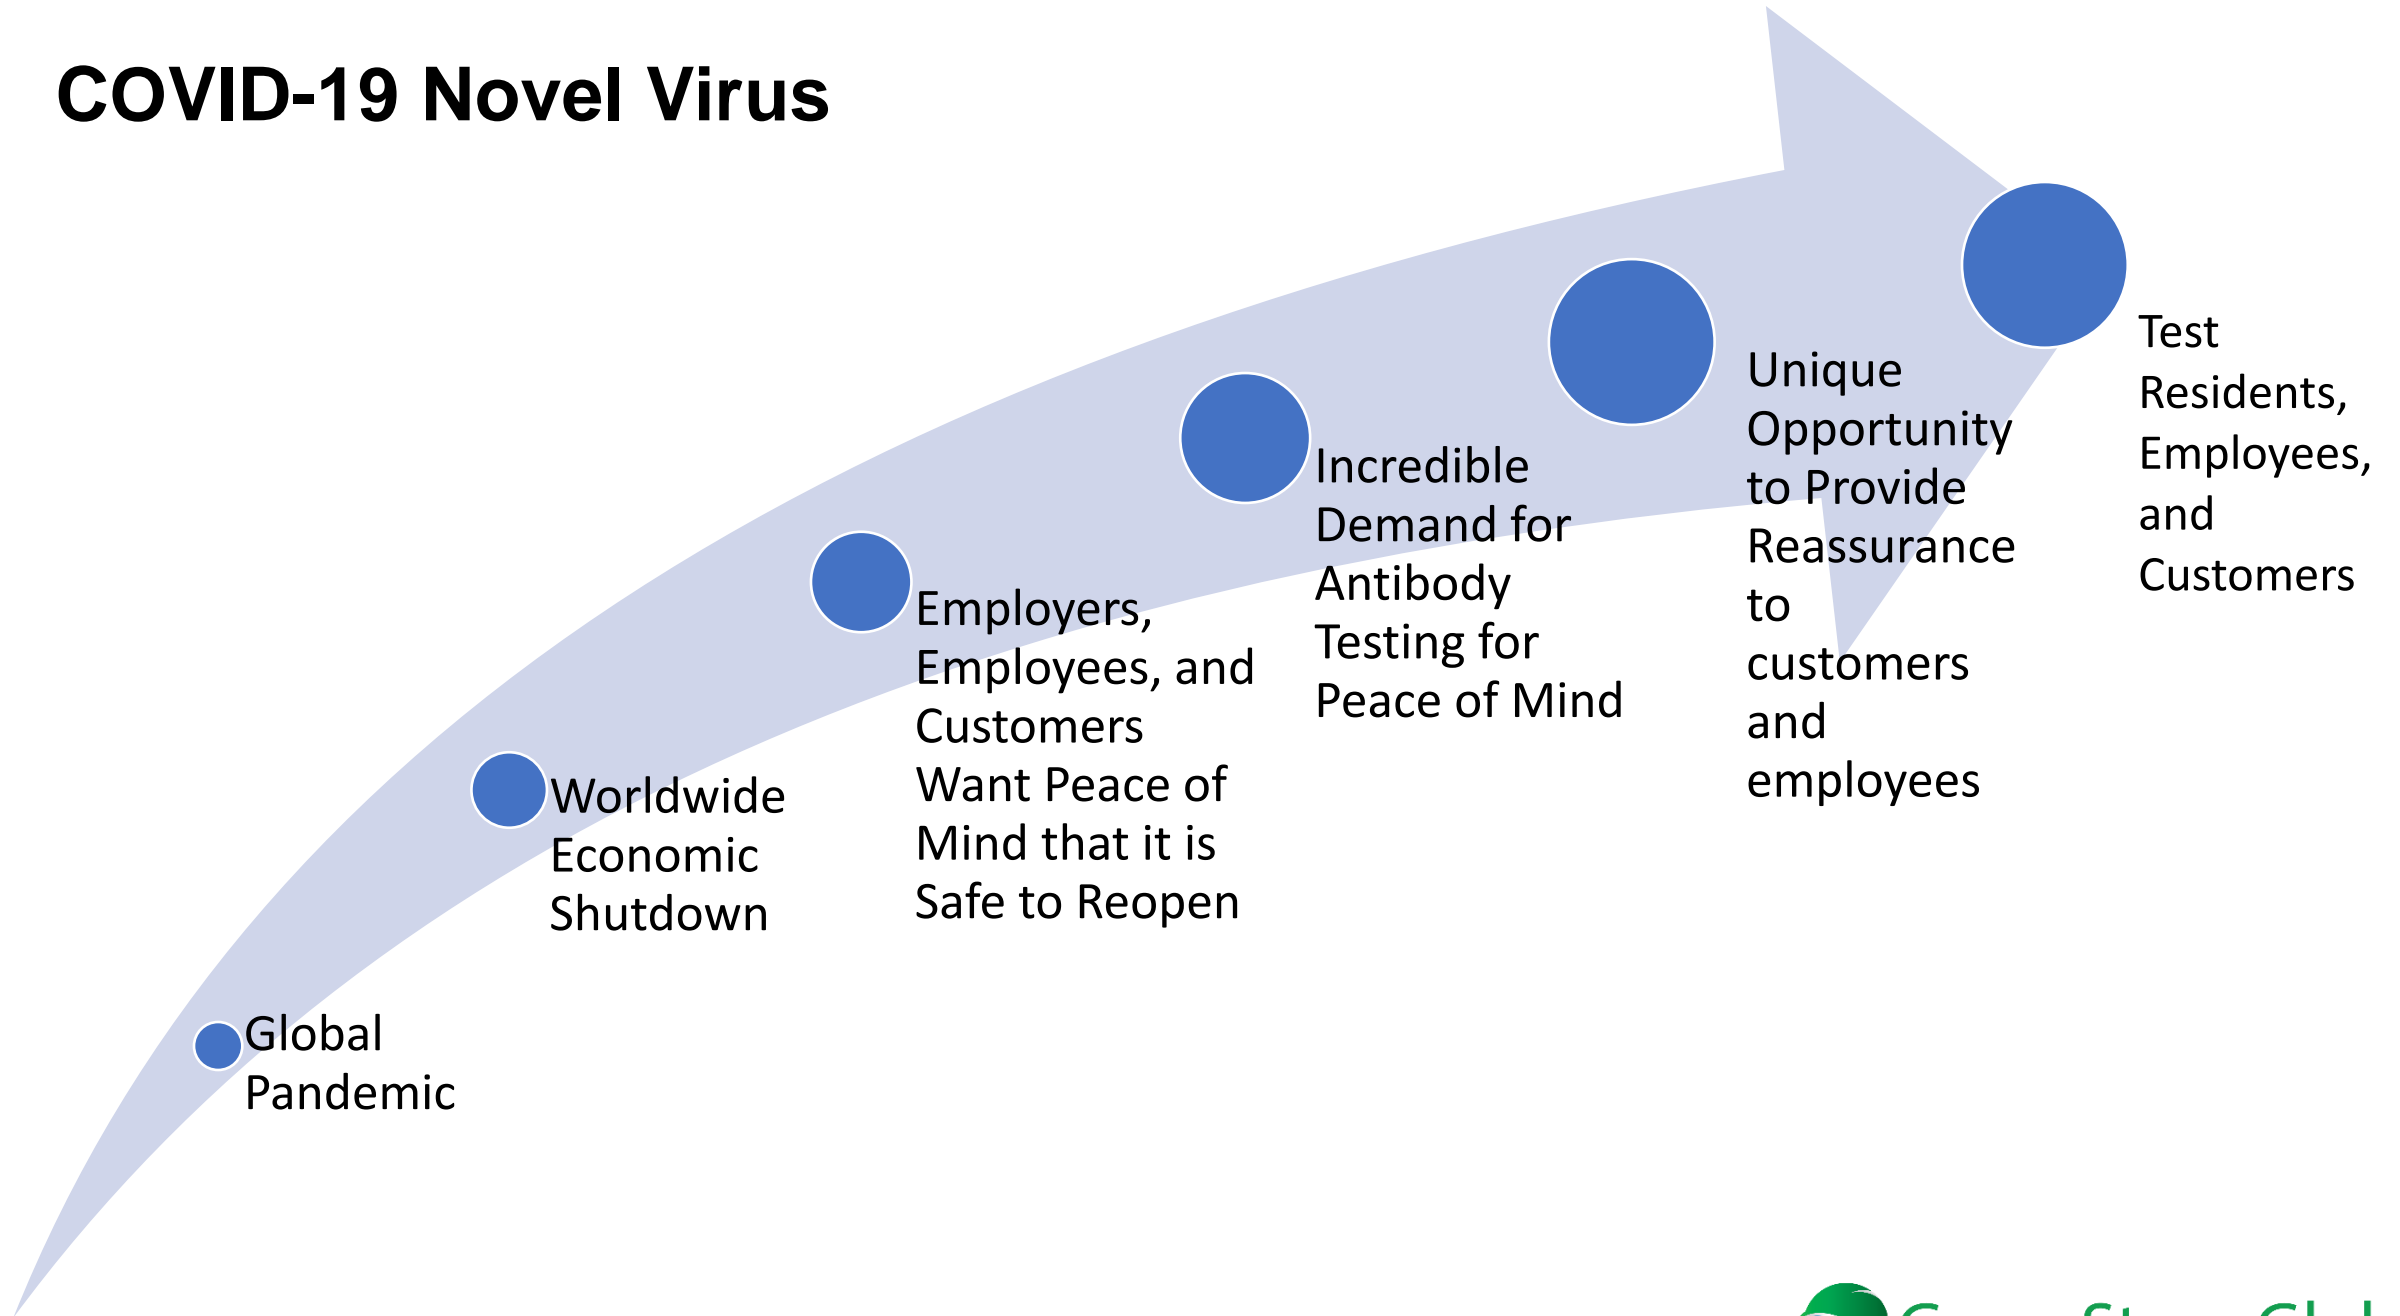 COVID-19 Novel Virus
Global
Pandemic
Worldwide
Economic
Shutdown
Employers,
Employees, and
Customers
Want Peace of
Mind that it is
Safe to Reopen
Incredible
Demand for
Antibody
Testing for
Peace of Mind
Unique
Opportunity
to Provide
Reassurance
to
customers
and
employees
Test
Residents,
Employees,
and
Customers